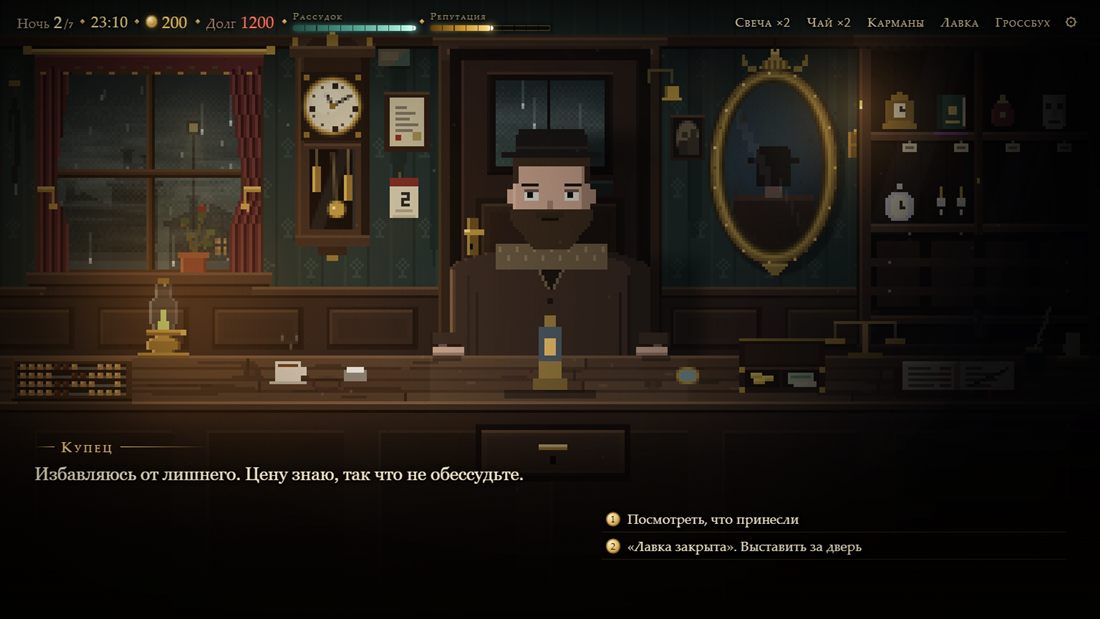 Ночь 2/7 ♦ 23:10 ♦ 200 ♦ Долг 1200 ♦ Рассудок ♦ Репутация
Свеча ×2 Чай ×2 Карманы Лавка Гроссбух
2
Купец
Избавляюсь от лишнего. Цену знаю, так что не обессудьте.
1 Посмотреть, что принесли
2 «Лавка закрыта». Выставить за дверь